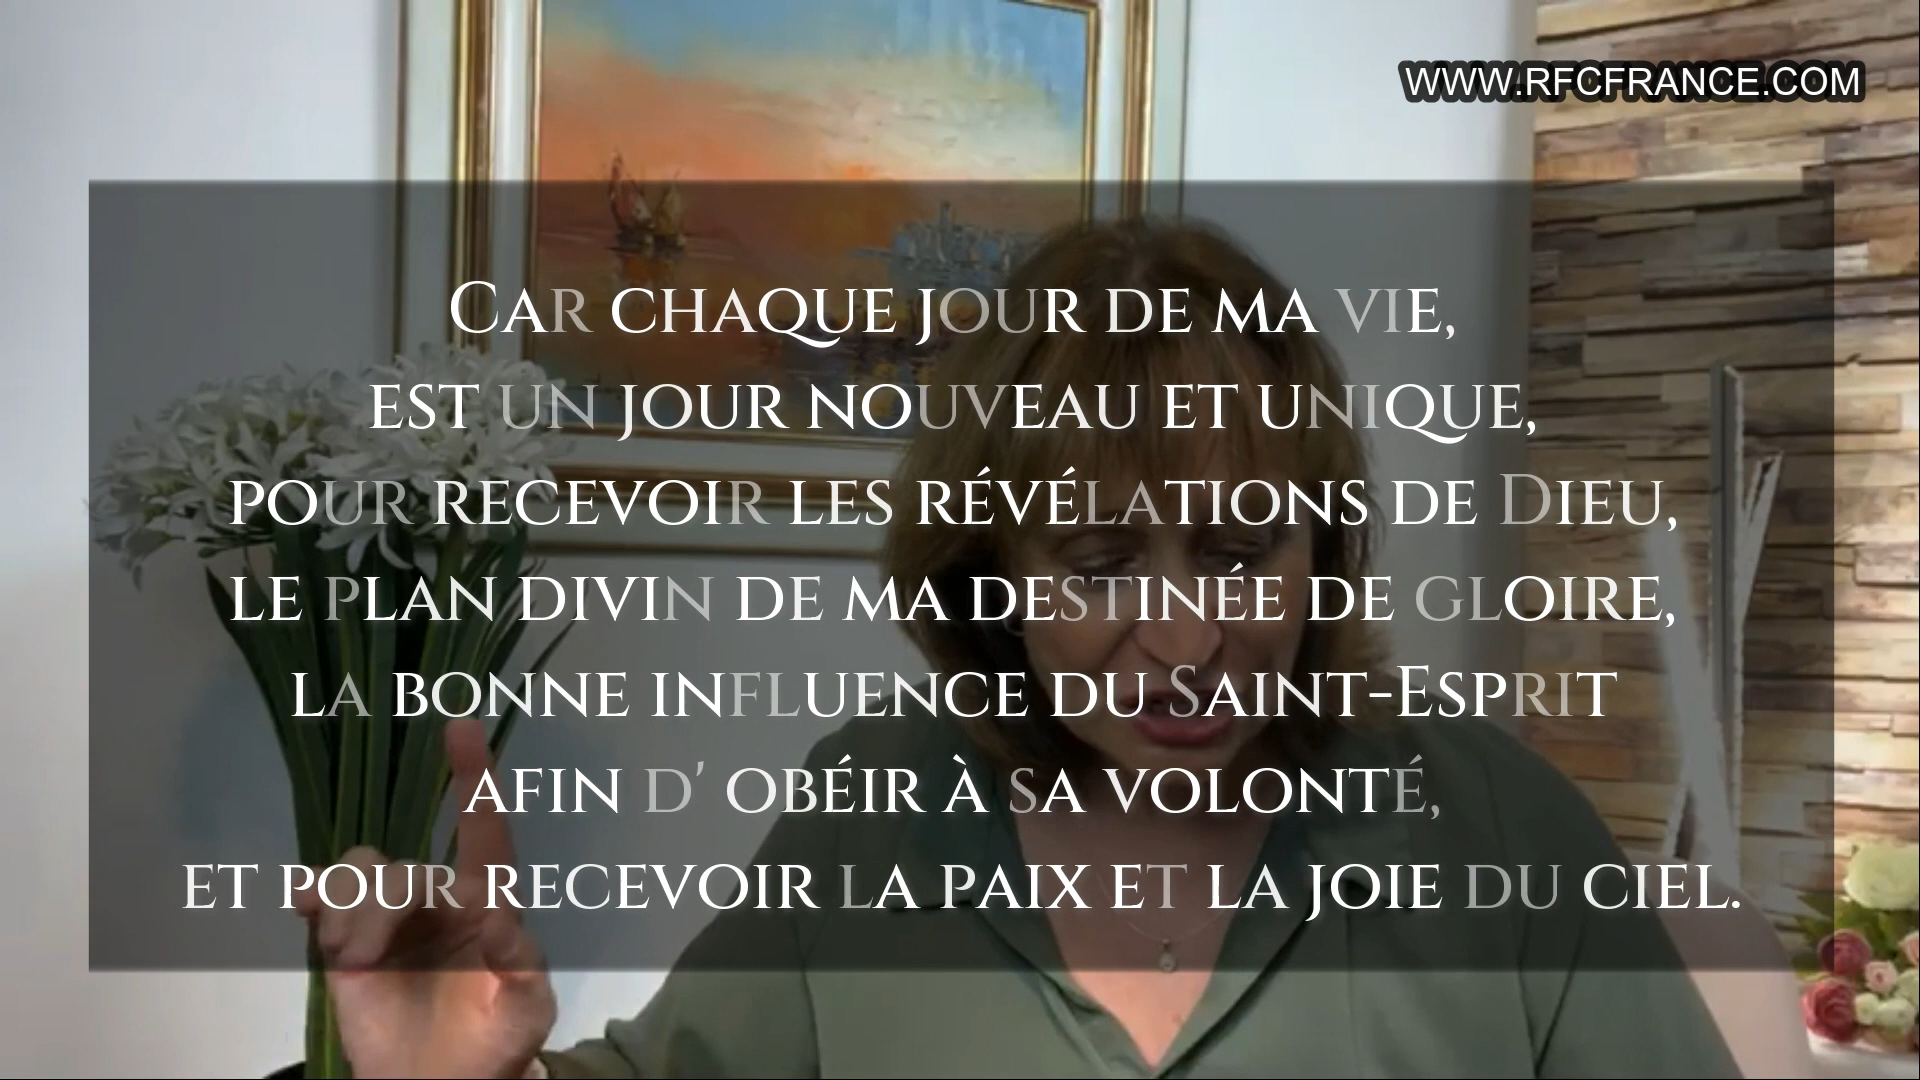 WWW.RFCFRANCE.COM
Car chaque jour de ma vie,
est un jour nouveau et unique,
pour recevoir les révélations de Dieu,
le plan divin de ma destinée de gloire,
la bonne influence du Saint-Esprit
afin d' obéir à sa volonté,
et pour recevoir la paix et la joie du ciel.